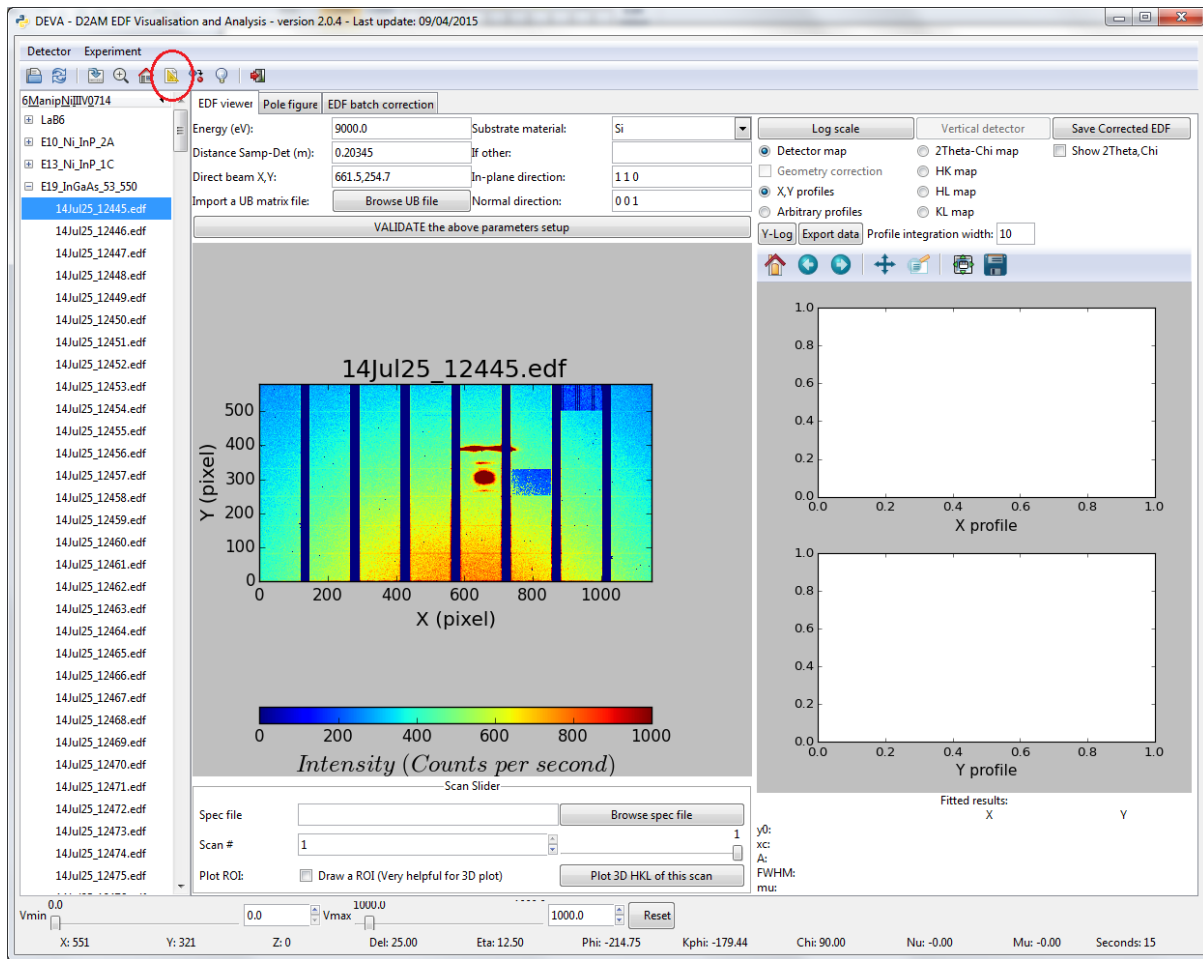 DEVA - D2AM EDF Visualisation and Analysis - version 2.0.4 - Last update: 09/04/2015
Detector Experiment
6ManipNiIIIV0714
LaB6
E10_Ni_InP_2A
E13_Ni_InP_1C
E19_InGaAs_53_550
14Jul25_12445.edf
14Jul25_12446.edf
14Jul25_12447.edf
14Jul25_12448.edf
14Jul25_12449.edf
14Jul25_12450.edf
14Jul25_12451.edf
14Jul25_12452.edf
14Jul25_12453.edf
14Jul25_12454.edf
14Jul25_12455.edf
14Jul25_12456.edf
14Jul25_12457.edf
14Jul25_12458.edf
14Jul25_12459.edf
14Jul25_12460.edf
14Jul25_12461.edf
14Jul25_12462.edf
14Jul25_12463.edf
14Jul25_12464.edf
14Jul25_12465.edf
14Jul25_12466.edf
14Jul25_12467.edf
14Jul25_12468.edf
14Jul25_12469.edf
14Jul25_12470.edf
14Jul25_12471.edf
14Jul25_12472.edf
14Jul25_12473.edf
14Jul25_12474.edf
14Jul25_12475.edf
EDF viewer Pole figure EDF batch correction
Energy (eV): 9000.0 Substrate material: Si
Distance Samp-Det (m): 0.20345 If other:
Direct beam X,Y: 661.5,254.7 In-plane direction: 1 1 0
Import a UB matrix file: Browse UB file Normal direction: 0 0 1
VALIDATE the above parameters setup
14Jul25_12445.edf
500
400
300
200
100
0
Y (pixel)
0 200 400 600 800 1000
X (pixel)
0 200 400 600 800 1000
Intensity (Counts per second)
Scan Slider
Spec file Browse spec file
Scan # 1 1
Plot ROI: Draw a ROI (Very helpful for 3D plot) Plot 3D HKL of this scan
Log scale Vertical detector Save Corrected EDF
Detector map 2Theta-Chi map Show 2Theta,Chi
Geometry correction HK map
X,Y profiles HL map
Arbitrary profiles KL map
Y-Log Export data Profile integration width: 10
1.0
0.8
0.6
0.4
0.2
0.0
0.0 0.2 0.4 0.6 0.8 1.0
X profile
1.0
0.8
0.6
0.4
0.2
0.0
0.0 0.2 0.4 0.6 0.8 1.0
Y profile
Fitted results:
X Y
y0:
xc:
A:
FWHM:
mu:
0.0 1000.0
Vmin 0.0 Vmax 1000.0 Reset
X: 551 Y: 321 Z: 0 Del: 25.00 Eta: 12.50 Phi: -214.75 Kphi: -179.44 Chi: 90.00 Nu: -0.00 Mu: -0.00 Seconds: 15